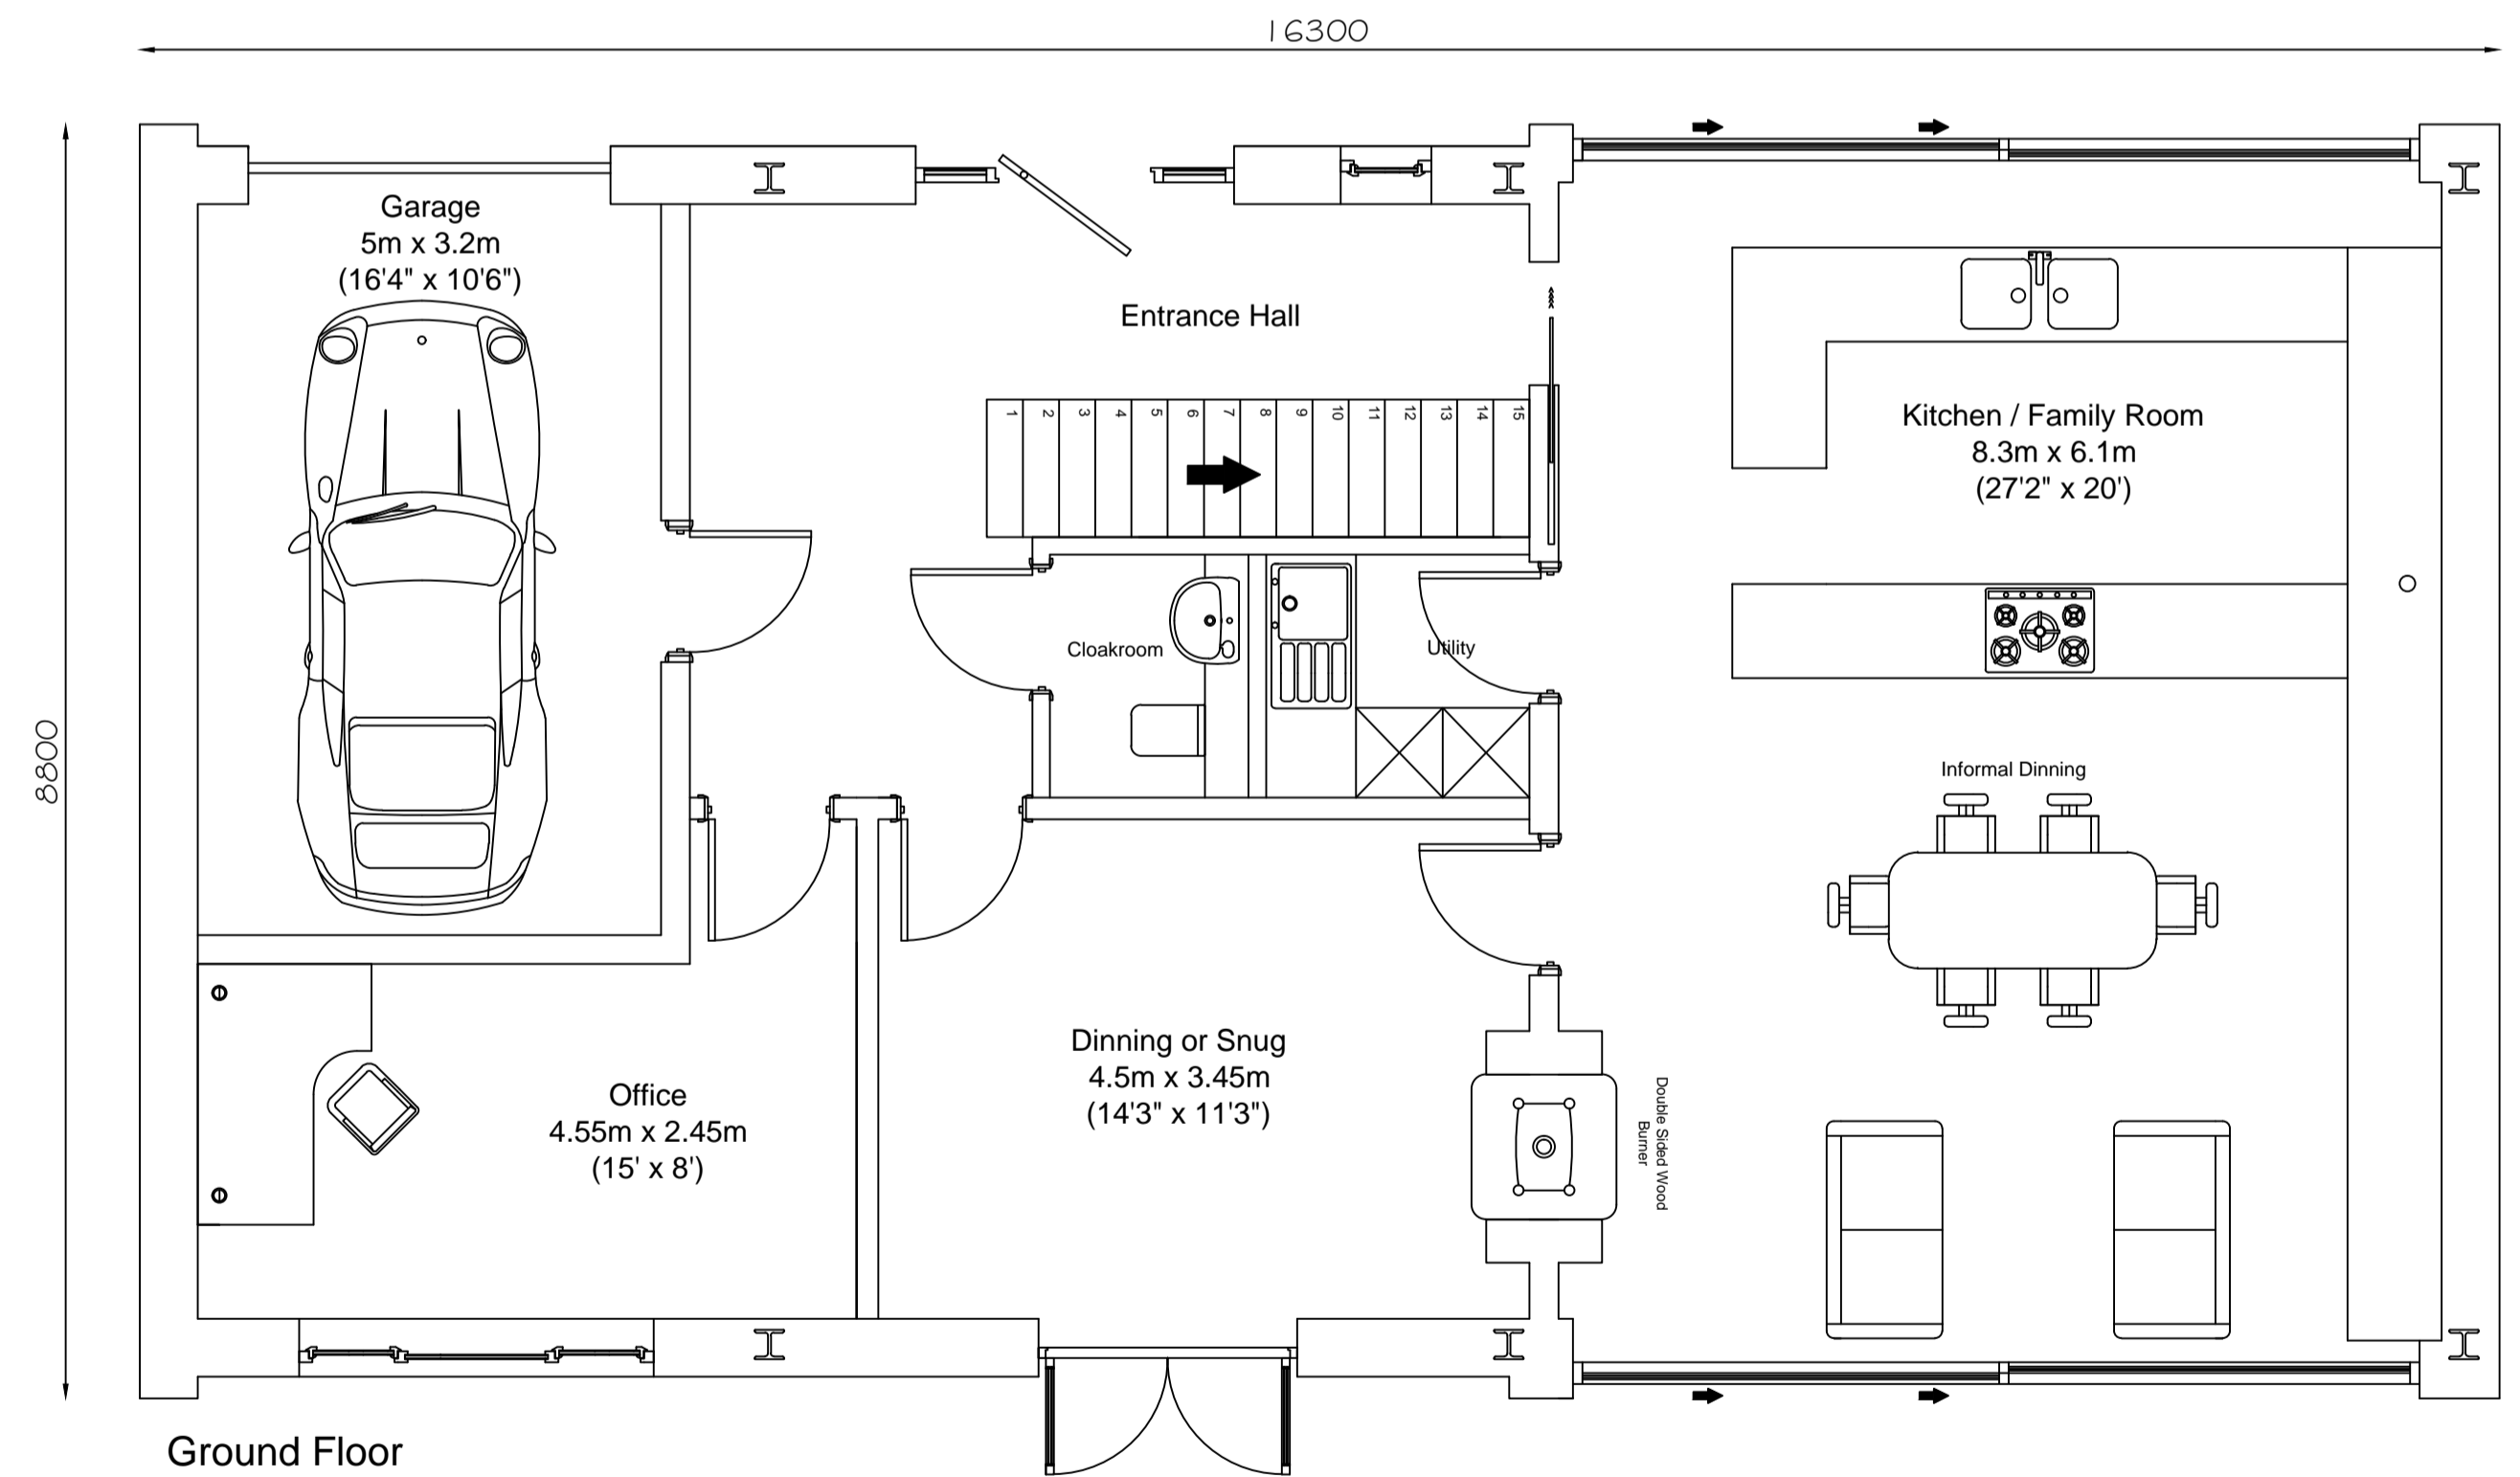 16300
8800
Garage
5m x 3.2m
(16'4" x 10'6")
Entrance Hall
1 2 3 4 5 6 7 8 9 10 11 12 13 14 15
Kitchen / Family Room
8.3m x 6.1m
(27'2" x 20')
Cloakroom
Utility
Informal Dinning
Office
4.55m x 2.45m
(15' x 8')
Dinning or Snug
4.5m x 3.45m
(14'3" x 11'3")
Double Sided Wood
Burner
Ground Floor